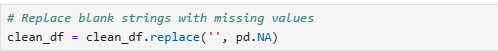 # Replace blank strings with missing values
clean_df = clean_df.replace('', pd.NA)